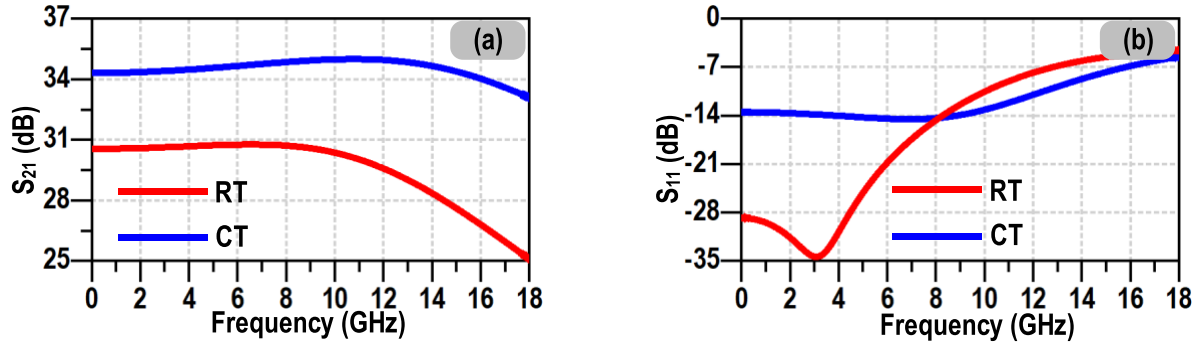 37
34
31
28
25
S21 (dB)
(a)
RT
CT
0 2 4 6 8 10 12 14 16 18
Frequency (GHz)
0
-7
-14
-21
-28
-35
S11 (dB)
(b)
RT
CT
0 2 4 6 8 10 12 14 16 18
Frequency (GHz)